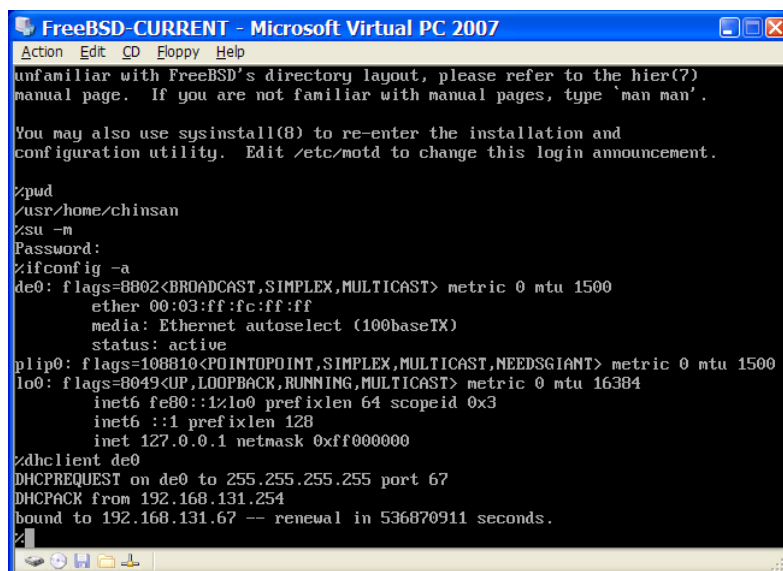 FreeBSD-CURRENT - Microsoft Virtual PC 2007
Action Edit CD Floppy Help
unfamiliar with FreeBSD's directory layout, please refer to the hier(7)
manual page.  If you are not familiar with manual pages, type `man man'.
You may also use sysinstall(8) to re-enter the installation and
configuration utility.  Edit /etc/motd to change this login announcement.
%pwd
/usr/home/chinsan
%su -m
Password:
%ifconfig -a
de0: flags=8802<BROADCAST,SIMPLEX,MULTICAST> metric 0 mtu 1500
ether 00:03:ff:fc:ff:ff
media: Ethernet autoselect (100baseTX)
status: active
plip0: flags=108810<POINTOPOINT,SIMPLEX,MULTICAST,NEEDSGIANT> metric 0 mtu 1500
lo0: flags=8049<UP,LOOPBACK,RUNNING,MULTICAST> metric 0 mtu 16384
inet6 fe80::1%lo0 prefixlen 64 scopeid 0x3
inet6 ::1 prefixlen 128
inet 127.0.0.1 netmask 0xff000000
%dhclient de0
DHCPREQUEST on de0 to 255.255.255.255 port 67
DHCPACK from 192.168.131.254
bound to 192.168.131.67 -- renewal in 536870911 seconds.
%